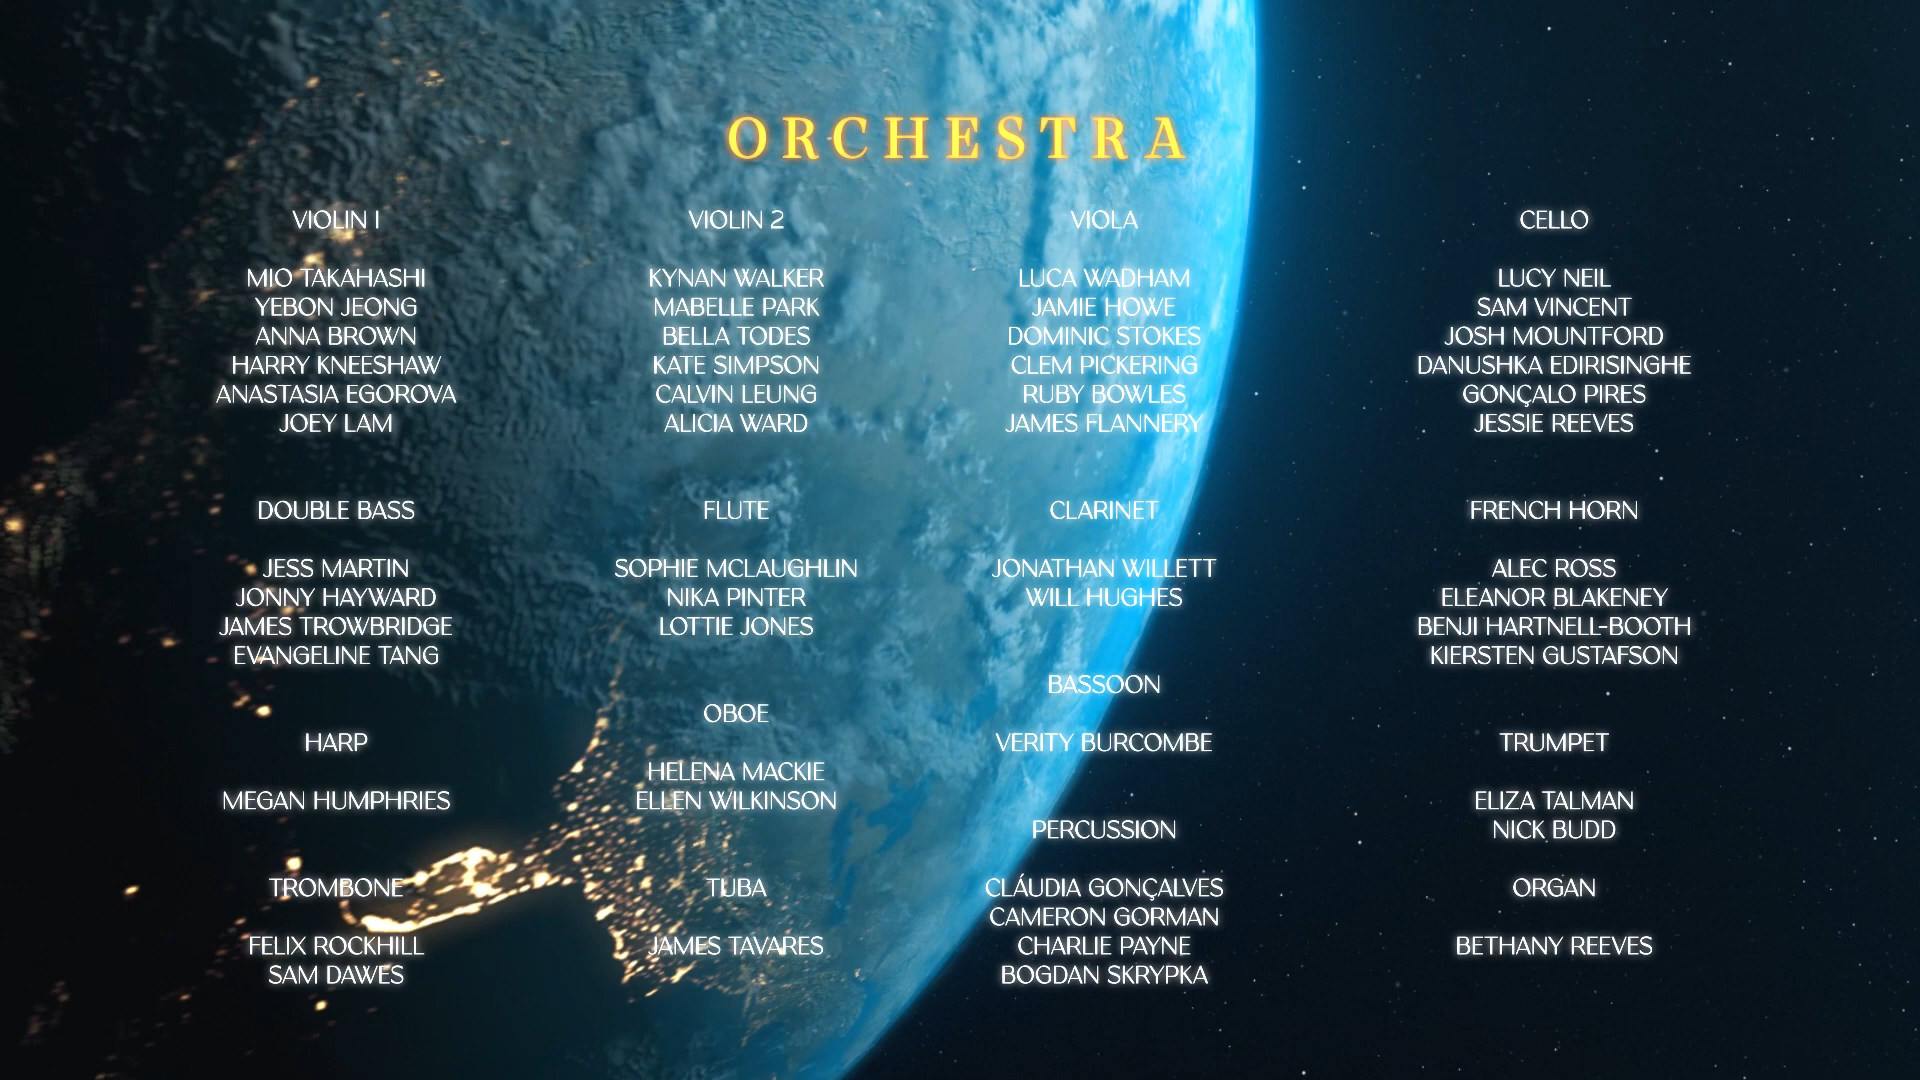 ORCHESTRA
VIOLIN 1
MIO TAKAHASHI
YEBON JEONG
ANNA BROWN
HARRY KNEESHAW
ANASTASIA EGOROVA
JOEY LAM
VIOLIN 2
KYNAN WALKER
MABELLE PARK
BELLA TODES
KATE SIMPSON
CALVIN LEUNG
ALICIA WARD
VIOLA
LUCA WADHAM
JAMIE HOWE
DOMINIC STOKES
CLEM PICKERING
RUBY BOWLES
JAMES FLANNERY
CELLO
LUCY NEIL
SAM VINCENT
JOSH MOUNTFORD
DANUSHKA EDIRISINGHE
GONÇALO PIRES
JESSIE REEVES
DOUBLE BASS
JESS MARTIN
JONNY HAYWARD
JAMES TROWBRIDGE
EVANGELINE TANG
FLUTE
SOPHIE MCLAUGHLIN
NIKA PINTER
LOTTIE JONES
CLARINET
JONATHAN WILLETT
WILL HUGHES
FRENCH HORN
ALEC ROSS
ELEANOR BLAKENEY
BENJI HARTNELL-BOOTH
KIERSTEN GUSTAFSON
HARP
MEGAN HUMPHRIES
OBOE
HELENA MACKIE
ELLEN WILKINSON
BASSOON
VERITY BURCOMBE
TRUMPET
ELIZA TALMAN
NICK BUDD
TROMBONE
FELIX ROCKHILL
SAM DAWES
TUBA
JAMES TAVARES
PERCUSSION
CLÁUDIA GONÇALVES
CAMERON GORMAN
CHARLIE PAYNE
BOGDAN SKRYPKA
ORGAN
BETHANY REEVES